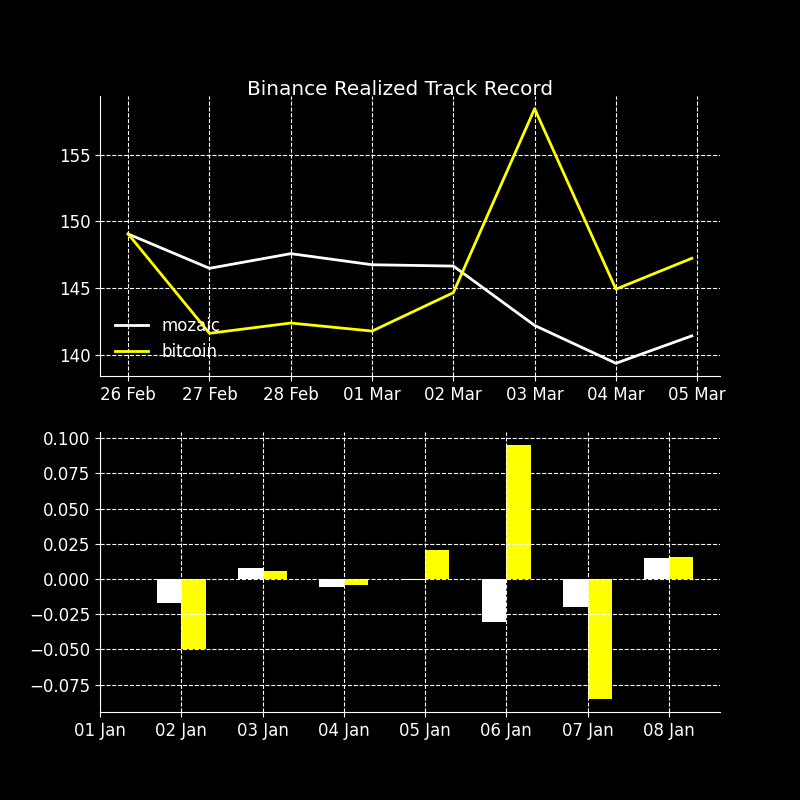 Binance Realized Track Record
155
150
145
140
mozaic
bitcoin
26 Feb 27 Feb 28 Feb 01 Mar 02 Mar 03 Mar 04 Mar 05 Mar
0.100
0.075
0.050
0.025
0.000
−0.025
−0.050
−0.075
01 Jan 02 Jan 03 Jan 04 Jan 05 Jan 06 Jan 07 Jan 08 Jan